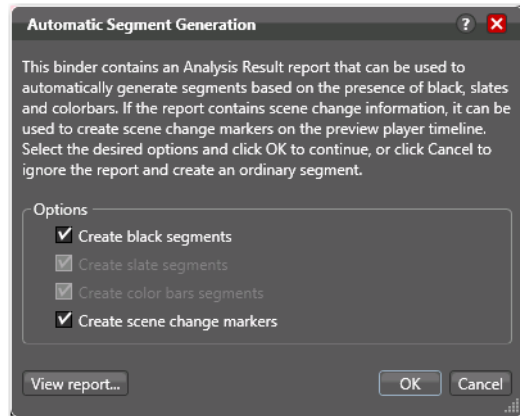 Automatic Segment Generation
?
This binder contains an Analysis Result report that can be used to
automatically generate segments based on the presence of black, slates
and colorbars. If the report contains scene change information, it can be
used to create scene change markers on the preview player timeline.
Select the desired options and click OK to continue, or click Cancel to
ignore the report and create an ordinary segment.
Options
Create black segments
Create slate segments
Create color bars segments
Create scene change markers
View report...
OK
Cancel